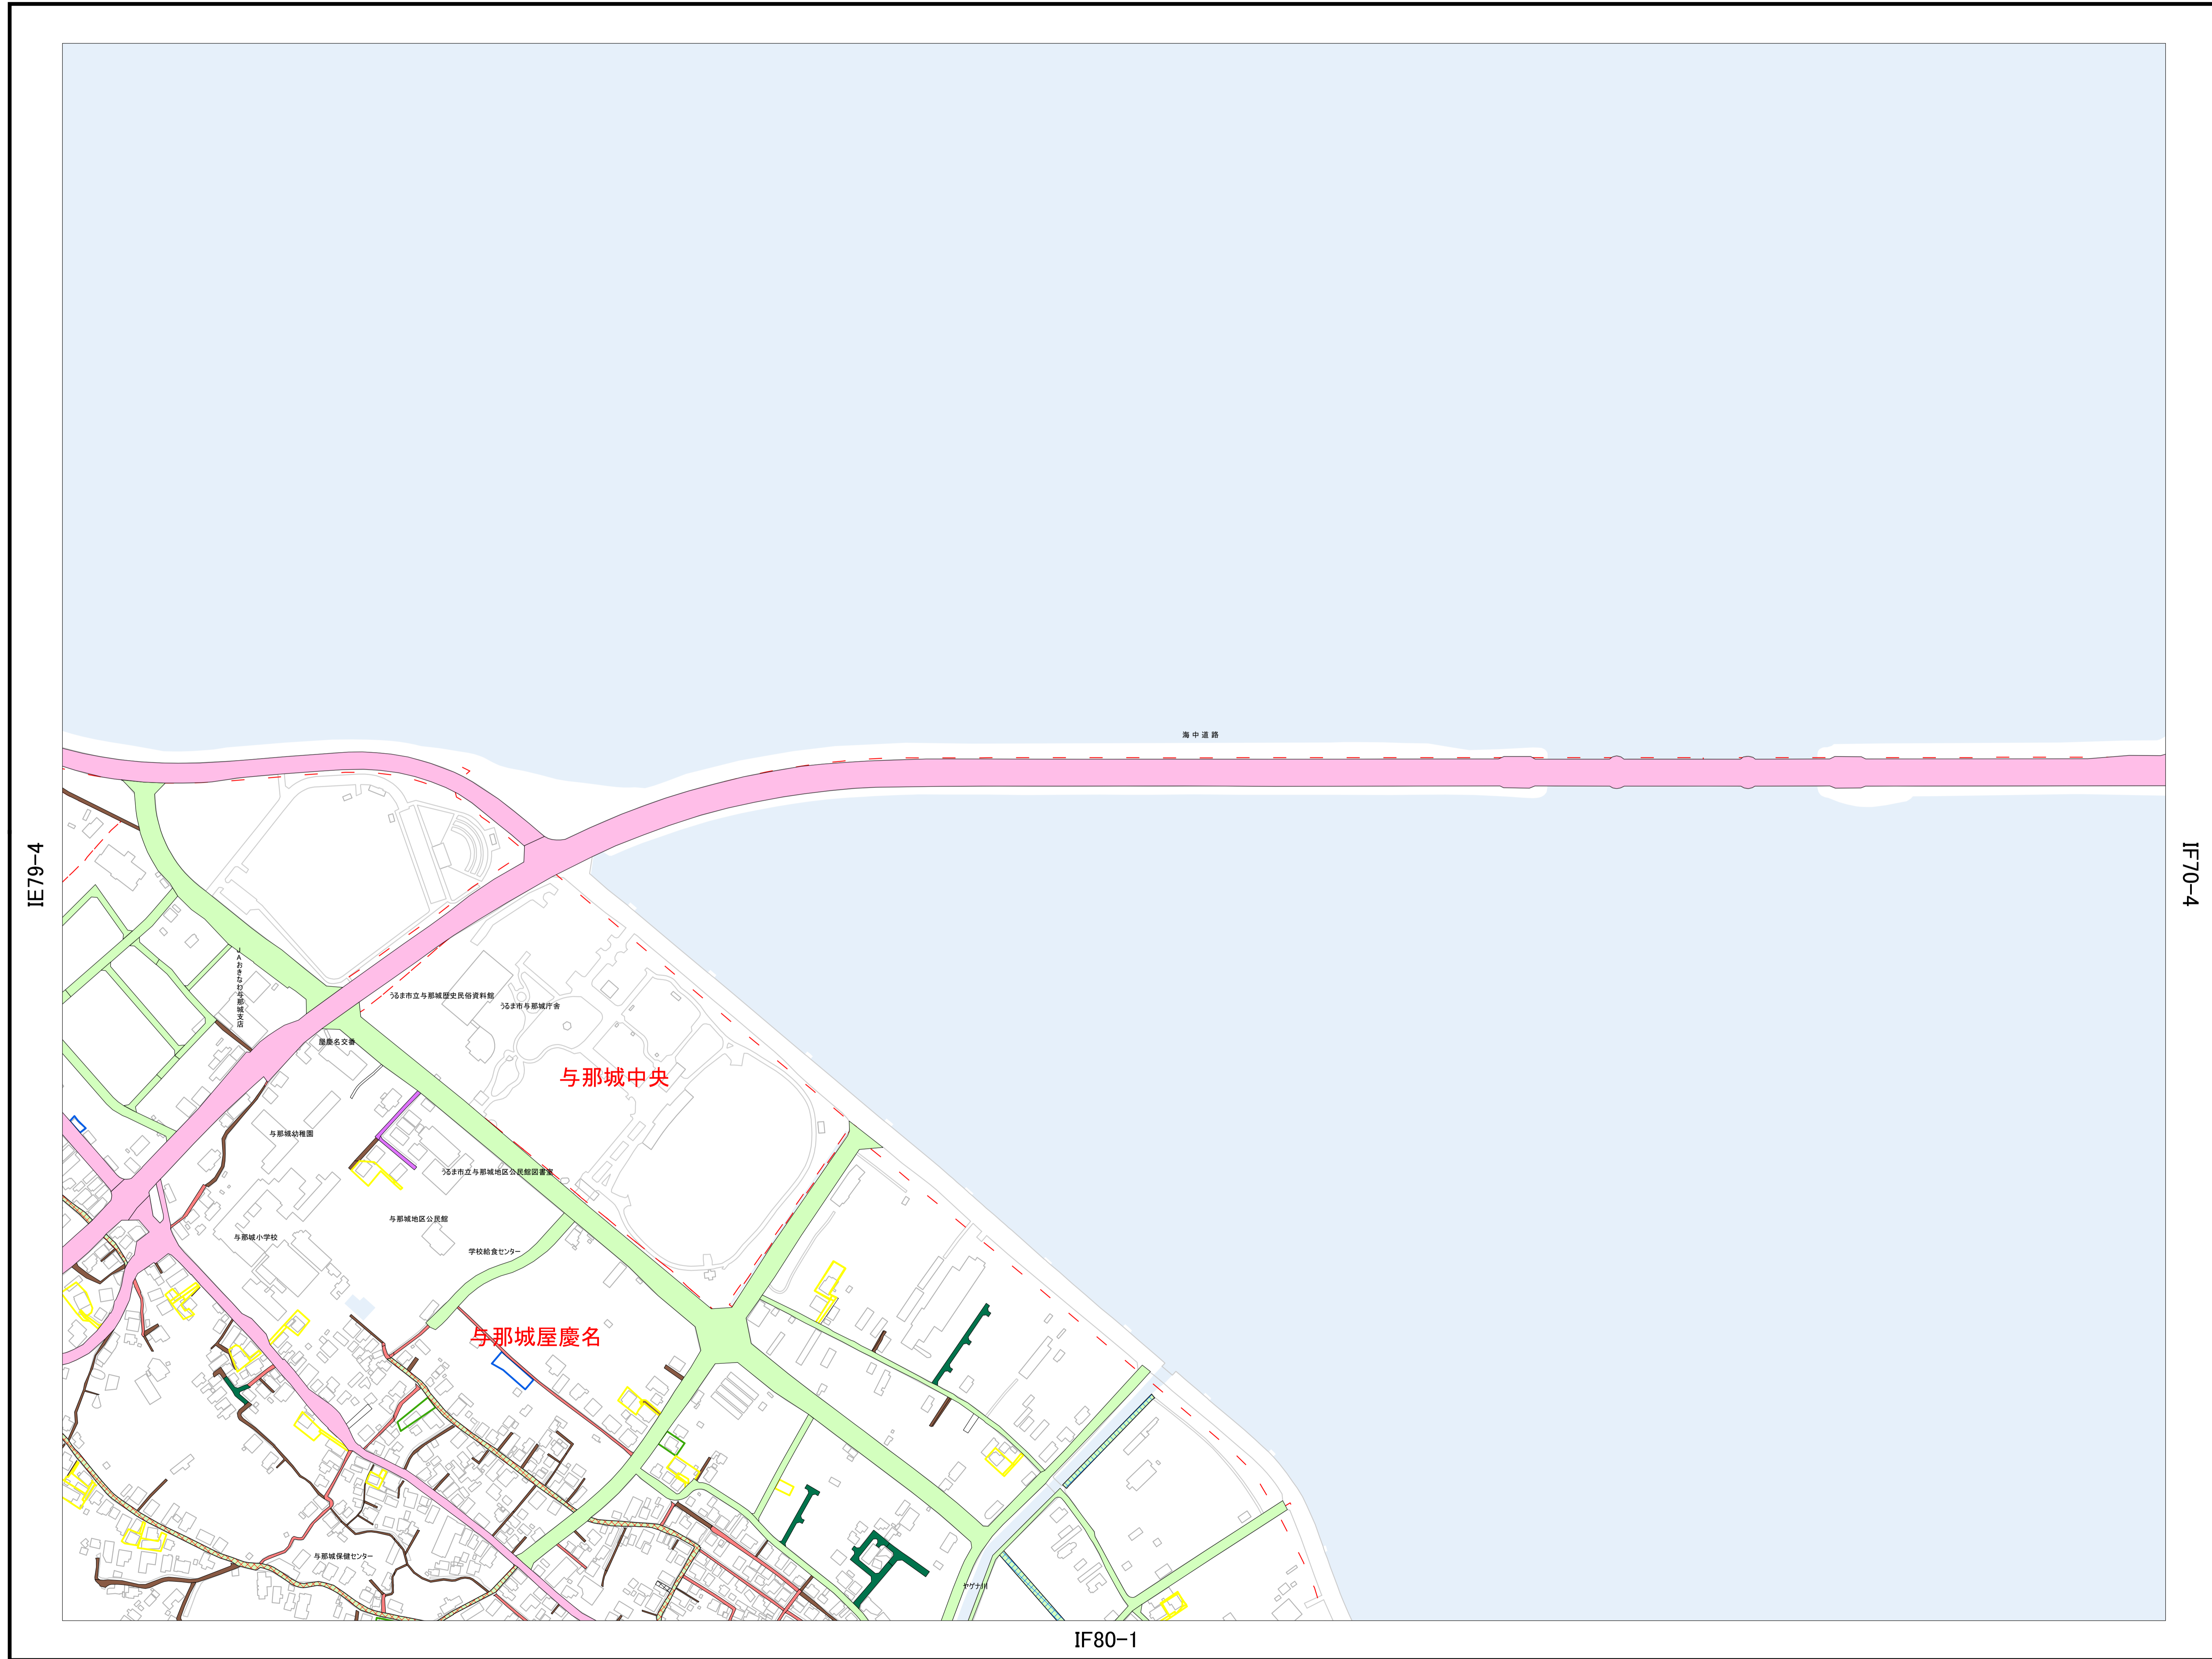 海中道路
IE79-4
IF70-4
JAおきなわ与那城支店
うるま市立与那城歴史民俗資料館
うるま市与那城庁舎
屋慶名交番
与那城中央
与那城幼稚園
うるま市立与那城地区公民館図書室
与那城地区公民館
与那城小学校
学校給食センター
与那城屋慶名
与那城保健センター
ヤゲナ川
IF80-1